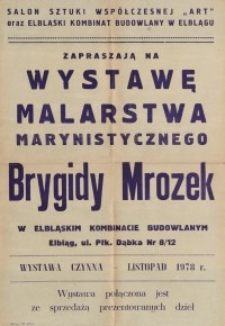 SALON SZTUKI WSPÓŁCZESNEJ „ART"
oraz ELBLĄSKI KOMBINAT BUDOWLANY W ELBLĄGU
ZAPRASZAJĄ NA
WYSTAWĘ
MALARSTWA
MARYNISTYCZNEGO
Brygidy Mrozek
W ELBLĄSKIM KOMBINACIE BUDOWLANYM
Elbląg, ul. Płk. Dąbka Nr 8/12
WYSTAWA CZYNNA - LISTOPAD 1978 r.
Wystawa połączona jest
ze sprzedażą prezentowanych dzieł